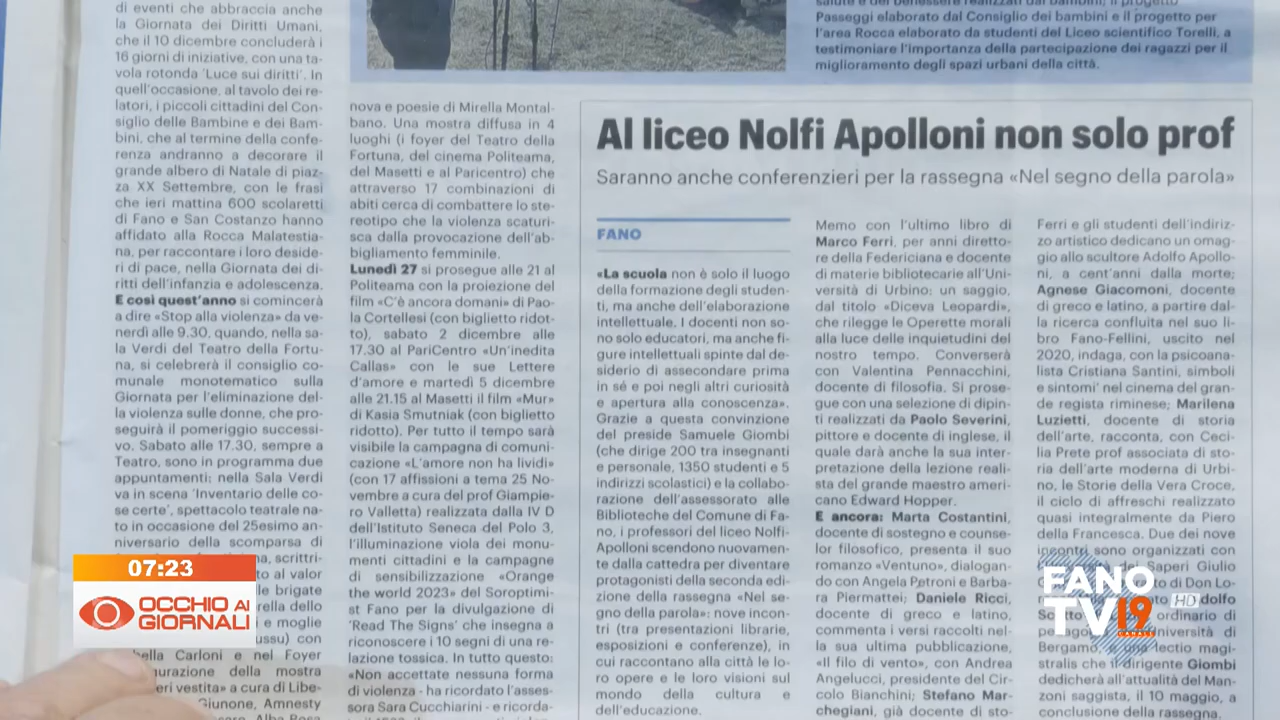 di eventi che abbraccia anche
la Giornata dei Diritti Umani,
che il 10 dicembre concluderà i
16 giorni di iniziative, con una ta-
vola rotonda 'Luce sui diritti'. In
quell'occasione, al tavolo dei re-
latori, i piccoli cittadini del Con-
siglio delle Bambine e dei Bam-
bini, che al termine della confe-
renza andranno a decorare il
grande albero di Natale di piaz-
za XX Settembre, con le frasi
che ieri mattina 600 scolaretti
di Fano e San Costanzo hanno
affidato alla Rocca Malatestia-
na, per raccontare i loro deside-
ri di pace, nella Giornata dei di-
ritti dell'infanzia e adolescenza.
E così quest'anno si comincerà
a dire «Stop alla violenza» da ve-
nerdì alle 9.30, quando, nella sa-
la Verdi del Teatro della Fortu-
na, si celebrerà il consiglio co-
munale monotematico sulla
Giornata per l'eliminazione del-
la violenza sulle donne, che pro-
seguirà il pomeriggio successi-
vo. Sabato alle 17.30, sempre a
Teatro, sono in programma due
appuntamenti: nella Sala Verdi
va in scena 'Inventario delle co-
se certe', spettacolo teatrale na-
to in occasione del 25esimo an-
niversario della scomparsa di
na, scrittri-
to al valor
e brigate
rella dello
e moglie
ussu) con
Carloni e nel Foyer
urazione della mostra
eri vestita» a cura di Libe-
Giunone, Amnesty
nova e poesie di Mirella Montal-
bano. Una mostra diffusa in 4
luoghi (i foyer del Teatro della
Fortuna, del cinema Politeama,
del Masetti e al Paricentro) che
attraverso 17 combinazioni di
abiti cerca di combattere lo ste-
reotipo che la violenza scaturi-
sca dalla provocazione dell'ab-
bigliamento femminile.
Lunedì 27 si prosegue alle 21 al
Politeama con la proiezione del
film «C'è ancora domani» di Pao-
la Cortellesi (con biglietto ridot-
to), sabato 2 dicembre alle
17.30 al PariCentro «Un'inedita
Callas» con le sue Lettere
d'amore e martedì 5 dicembre
alle 21.15 al Masetti il film «Mur»
di Kasia Smutniak (con biglietto
ridotto). Per tutto il tempo sarà
visibile la campagna di comuni-
cazione «L'amore non ha lividi»
(con 17 affissioni a tema 25 No-
vembre a cura del prof Giampie-
ro Valletta) realizzata dalla IV D
dell'Istituto Seneca del Polo 3,
l'illuminazione viola dei monu-
menti cittadini e la campagne
di sensibilizzazione «Orange
the world 2023» del Soroptimi-
st Fano per la divulgazione di
'Read The Signs' che insegna a
riconoscere i 10 segni di una re-
lazione tossica. In tutto questo:
«Non accettate nessuna forma
di violenza - ha ricordato l'asses-
sora Sara Cucchiarini - e ricorda-
Passeggi elaborato dal Consiglio dei bambini e il progetto per
l'area Rocca elaborato da studenti del Liceo scientifico Torelli, a
testimoniare l'importanza della partecipazione dei ragazzi per il
miglioramento degli spazi urbani della città.
Al liceo Nolfi Apolloni non solo prof
Saranno anche conferenzieri per la rassegna «Nel segno della parola»
FANO
«La scuola non è solo il luogo
della formazione degli studen-
ti, ma anche dell'elaborazione
intellettuale. I docenti non so-
no solo educatori, ma anche fi-
gure intellettuali spinte dal de-
siderio di assecondare prima
in sé e poi negli altri curiosità
e apertura alla conoscenza».
Grazie a questa convinzione
del preside Samuele Giombi
(che dirige 200 tra insegnanti
e personale, 1350 studenti e 5
indirizzi scolastici) e la collabo-
razione dell'assessorato alle
Biblioteche del Comune di Fa-
no, i professori del liceo Nolfi-
Apolloni scendono nuovamen-
te dalla cattedra per diventare
protagonisti della seconda edi-
zione della rassegna «Nel se-
gno della parola»: nove incon-
tri (tra presentazioni librarie,
esposizioni e conferenze), in
cui raccontano alla città le lo-
ro opere e le loro visioni sul
mondo della cultura e
dell'educazione.
Memo con l'ultimo libro di
Marco Ferri, per anni diretto-
re della Federiciana e docente
di materie bibliotecarie all'Uni-
versità di Urbino: un saggio,
dal titolo «Diceva Leopardi»,
che rilegge le Operette morali
alla luce delle inquietudini del
nostro tempo. Converserà
con Valentina Pennacchini,
docente di filosofia. Si prose-
gue con una selezione di dipin-
ti realizzati da Paolo Severini,
pittore e docente di inglese, il
quale darà anche la sua inter-
pretazione della lezione reali-
sta del grande maestro ameri-
cano Edward Hopper.
E ancora: Marta Costantini,
docente di sostegno e counse-
lor filosofico, presenta il suo
romanzo «Ventuno», dialogan-
do con Angela Petroni e Barba-
ra Piermattei; Daniele Ricci,
docente di greco e latino,
commenta i versi raccolti nel-
la sua ultima pubblicazione,
«Il filo di vento», con Andrea
Angelucci, presidente del Cir-
colo Bianchini; Stefano Mar-
chegiani, già docente di sto-
Ferri e gli studenti dell'indiriz-
zo artistico dedicano un omag-
gio allo scultore Adolfo Apollo-
ni, a cent'anni dalla morte;
Agnese Giacomoni, docente
di greco e latino, a partire dal-
la ricerca confluita nel suo li-
bro Fano-Fellini, uscito nel
2020, indaga, con la psicoana-
lista Cristiana Santini, simboli
e sintomi' nel cinema del gran-
de regista riminese; Marilena
Luzietti, docente di storia
dell'arte, racconta, con Ceci-
lia Prete prof associata di sto-
ria dell'arte moderna di Urbi-
no, le Storie della Vera Croce,
il ciclo di affreschi realizzato
quasi integralmente da Piero
della Francesca. Due dei nove
incontri sono organizzati con
Saperi Giulio
di Don Lo-
dolfo
ordinario di
niversità di
Bergamo. lectio magi-
stralis che il dirigente Giombi
dedicherà all'attualità del Man-
zoni saggista, il 10 maggio, a
conclusione della rassegna.
07:23
OCCHIO AI
GIORNALI
FANO
TV 19 HD
CANALE